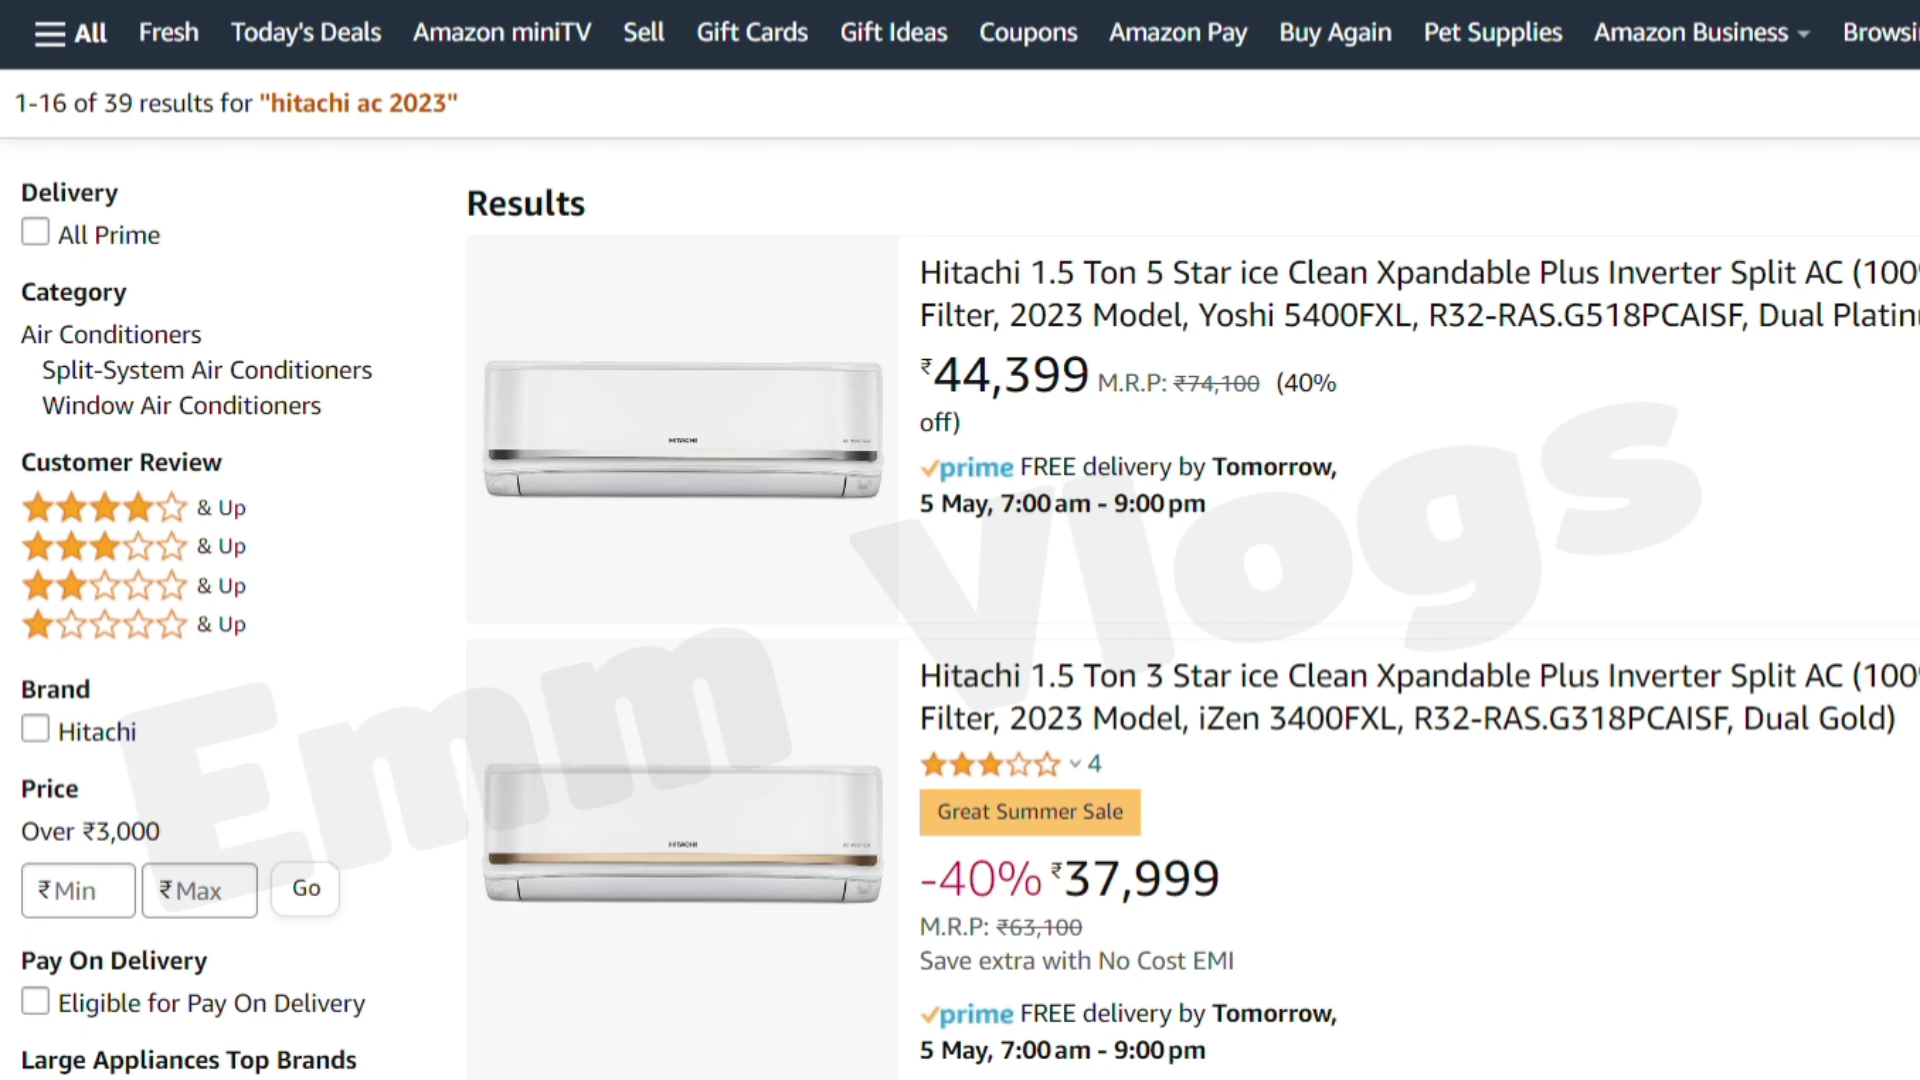 All Fresh Today's Deals Amazon miniTV Sell Gift Cards Gift Ideas Coupons Amazon Pay Buy Again Pet Supplies Amazon Business Browsi
1-16 of 39 results for "hitachi ac 2023"
Delivery
All Prime
Category
Air Conditioners
Split-System Air Conditioners
Window Air Conditioners
Customer Review
& Up
& Up
& Up
& Up
Brand
Hitachi
Price
Over ₹3,000
₹Min ₹Max Go
Pay On Delivery
Eligible for Pay On Delivery
Large Appliances Top Brands
Results
HITACHI
Hitachi 1.5 Ton 5 Star ice Clean Xpandable Plus Inverter Split AC (100
Filter, 2023 Model, Yoshi 5400FXL, R32-RAS.G518PCAISF, Dual Platin
₹44,399 M.R.P: ₹74,100 (40%
off)
prime FREE delivery by Tomorrow,
5 May, 7:00 am - 9:00 pm
HITACHI
Hitachi 1.5 Ton 3 Star ice Clean Xpandable Plus Inverter Split AC (100
Filter, 2023 Model, iZen 3400FXL, R32-RAS.G318PCAISF, Dual Gold)
4
Great Summer Sale
-40% ₹37,999
M.R.P: ₹63,100
Save extra with No Cost EMI
prime FREE delivery by Tomorrow,
5 May, 7:00 am - 9:00 pm
Emm Vlogs